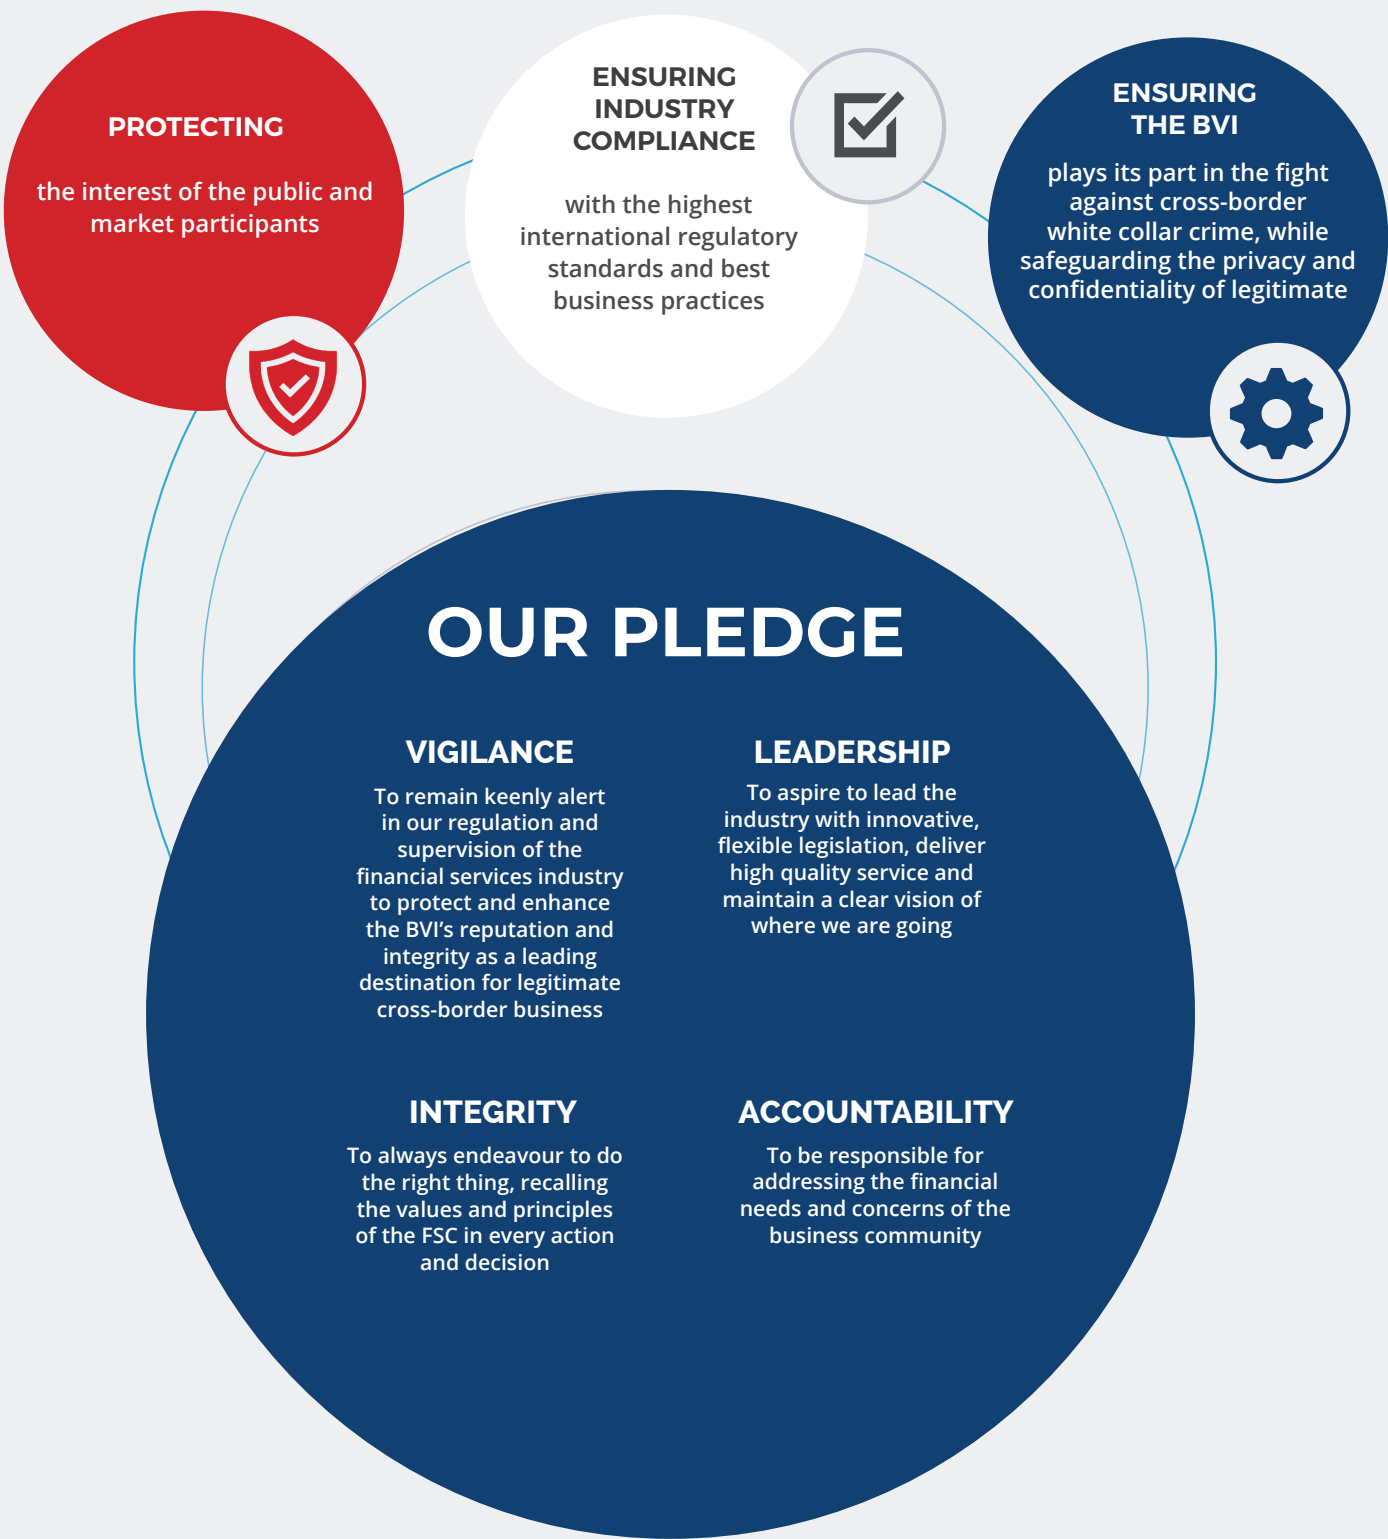 PROTECTING
the interest of the public and
market participants
ENSURING
INDUSTRY
COMPLIANCE
with the highest
international regulatory
standards and best
business practices
ENSURING
THE BVI
plays its part in the fight
against cross-border
white collar crime, while
safeguarding the privacy and
confidentiality of legitimate
OUR PLEDGE
VIGILANCE
To remain keenly alert
in our regulation and
supervision of the
financial services industry
to protect and enhance
the BVI’s reputation and
integrity as a leading
destination for legitimate
cross-border business
LEADERSHIP
To aspire to lead the
industry with innovative,
flexible legislation, deliver
high quality service and
maintain a clear vision of
where we are going
INTEGRITY
To always endeavour to do
the right thing, recalling
the values and principles
of the FSC in every action
and decision
ACCOUNTABILITY
To be responsible for
addressing the financial
needs and concerns of the
business community